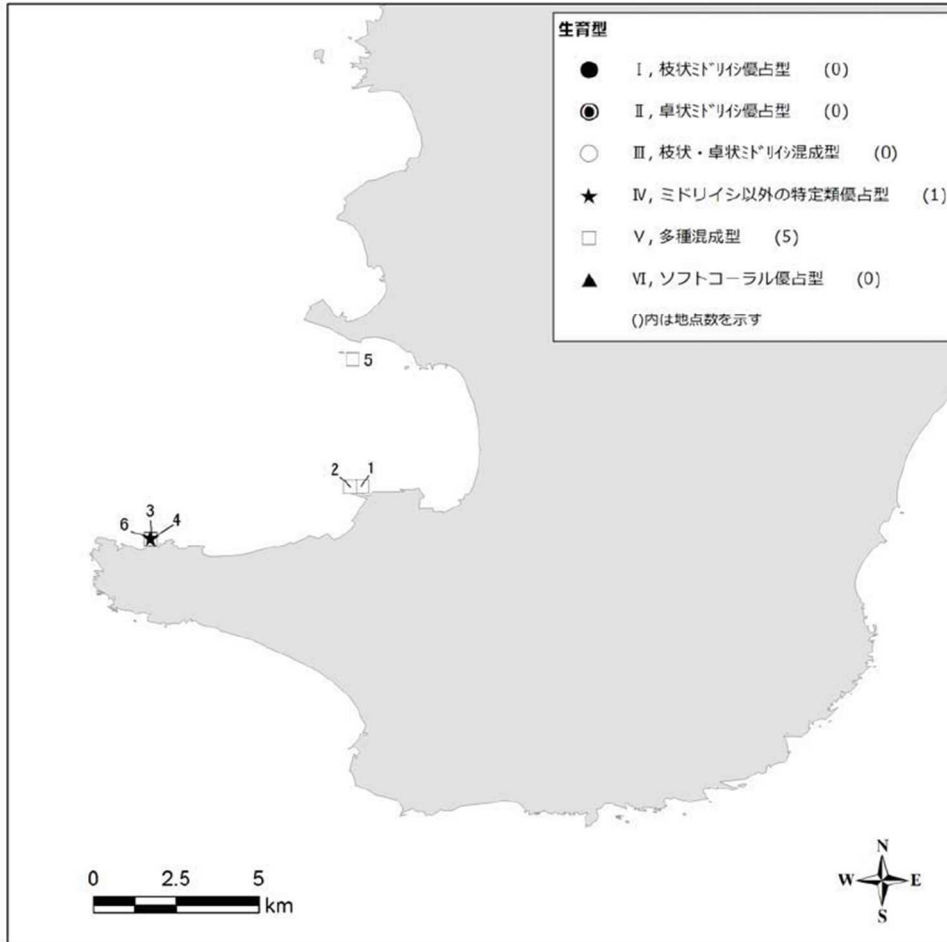 生育型
Ⅰ, 枝状ミドリイシ優占型 (0)
Ⅱ, 卓状ミドリイシ優占型 (0)
Ⅲ, 枝状・卓状ミドリイシ混成型 (0)
Ⅳ, ミドリイシ以外の特定類優占型 (1)
Ⅴ, 多種混成型 (5)
Ⅵ, ソフトコーラル優占型 (0)
()内は地点数を示す
5
2 1
3
6 4
0 2.5 5
km
N
W E
S